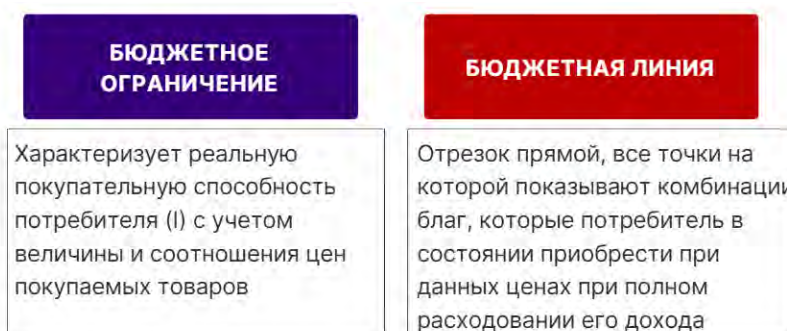 БЮДЖЕТНОЕ
ОГРАНИЧЕНИЕ
Характеризует реальную
покупательную способность
потребителя (I) с учетом
величины и соотношения цен
покупаемых товаров
БЮДЖЕТНАЯ ЛИНИЯ
Отрезок прямой, все точки на
которой показывают комбинации
благ, которые потребитель в
состоянии приобрести при
данных ценах при полном
расходовании его дохода